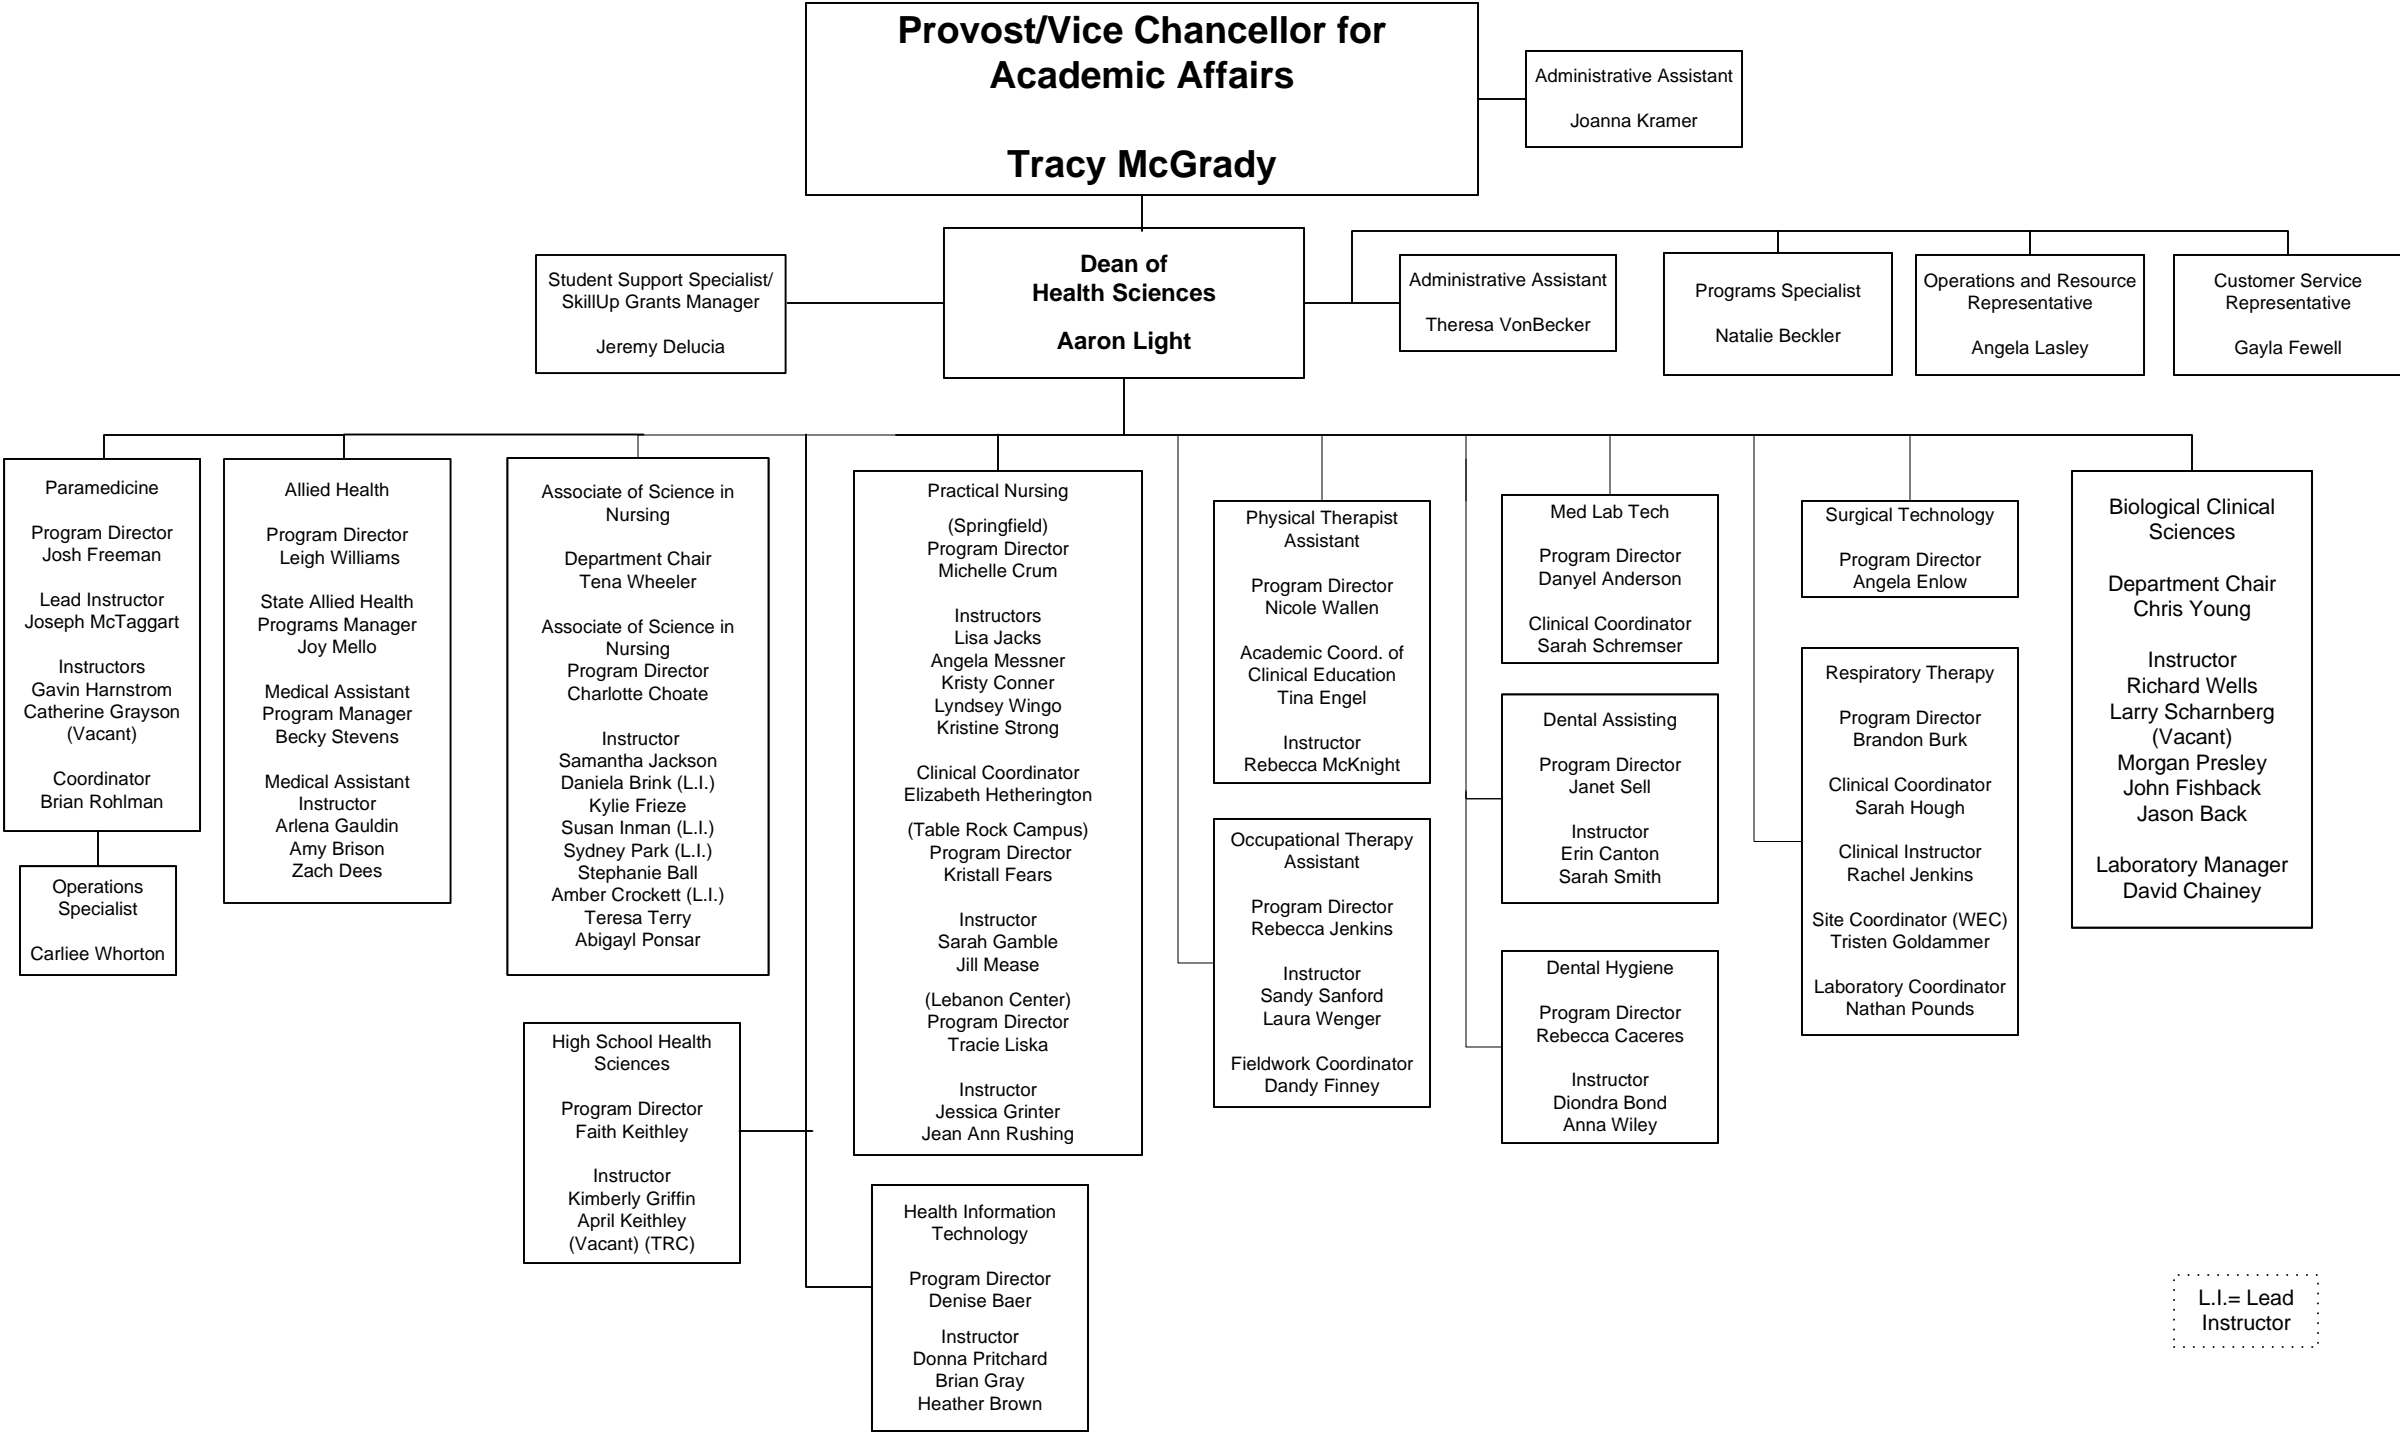 Provost/Vice Chancellor for
Academic Affairs
Tracy McGrady
Administrative Assistant
Joanna Kramer
Student Support Specialist/
SkillUp Grants Manager
Jeremy Delucia
Dean of
Health Sciences
Aaron Light
Administrative Assistant
Theresa VonBecker
Programs Specialist
Natalie Beckler
Operations and Resource
Representative
Angela Lasley
Customer Service
Representative
Gayla Fewell
Paramedicine
Program Director
Josh Freeman
Lead Instructor
Joseph McTaggart
Instructors
Gavin Harnstrom
Catherine Grayson
(Vacant)
Coordinator
Brian Rohlman
Operations
Specialist
Carliee Whorton
Allied Health
Program Director
Leigh Williams
State Allied Health
Programs Manager
Joy Mello
Medical Assistant
Program Manager
Becky Stevens
Medical Assistant
Instructor
Arlena Gauldin
Amy Brison
Zach Dees
Associate of Science in
Nursing
Department Chair
Tena Wheeler
Associate of Science in
Nursing
Program Director
Charlotte Choate
Instructor
Samantha Jackson
Daniela Brink (L.I.)
Kylie Frieze
Susan Inman (L.I.)
Sydney Park (L.I.)
Stephanie Ball
Amber Crockett (L.I.)
Teresa Terry
Abigayl Ponsar
High School Health
Sciences
Program Director
Faith Keithley
Instructor
Kimberly Griffin
April Keithley
(Vacant) (TRC)
Practical Nursing
(Springfield)
Program Director
Michelle Crum
Instructors
Lisa Jacks
Angela Messner
Kristy Conner
Lyndsey Wingo
Kristine Strong
Clinical Coordinator
Elizabeth Hetherington
(Table Rock Campus)
Program Director
Kristall Fears
Instructor
Sarah Gamble
Jill Mease
(Lebanon Center)
Program Director
Tracie Liska
Instructor
Jessica Grinter
Jean Ann Rushing
Health Information
Technology
Program Director
Denise Baer
Instructor
Donna Pritchard
Brian Gray
Heather Brown
Physical Therapist
Assistant
Program Director
Nicole Wallen
Academic Coord. of
Clinical Education
Tina Engel
Instructor
Rebecca McKnight
Occupational Therapy
Assistant
Program Director
Rebecca Jenkins
Instructor
Sandy Sanford
Laura Wenger
Fieldwork Coordinator
Dandy Finney
Med Lab Tech
Program Director
Danyel Anderson
Clinical Coordinator
Sarah Schremser
Dental Assisting
Program Director
Janet Sell
Instructor
Erin Canton
Sarah Smith
Dental Hygiene
Program Director
Rebecca Caceres
Instructor
Diondra Bond
Anna Wiley
Surgical Technology
Program Director
Angela Enlow
Respiratory Therapy
Program Director
Brandon Burk
Clinical Coordinator
Sarah Hough
Clinical Instructor
Rachel Jenkins
Site Coordinator (WEC)
Tristen Goldammer
Laboratory Coordinator
Nathan Pounds
Biological Clinical
Sciences
Department Chair
Chris Young
Instructor
Richard Wells
Larry Scharnberg
(Vacant)
Morgan Presley
John Fishback
Jason Back
Laboratory Manager
David Chainey
L.I.= Lead
Instructor